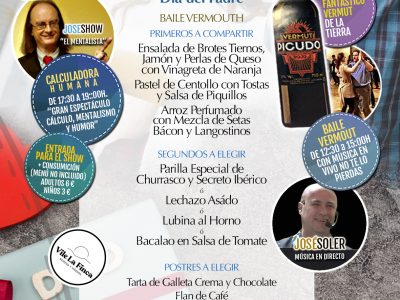 Día del Padre
BAILE VERMOUTH
PRIMEROS A COMPARTIR
Ensalada de Brotes Tiernos,
Jamón y Perlas de Queso
con Vinagreta de Naranja
Pastel de Centollo con Tostas
y Salsa de Piquillos
Arroz Perfumado
con Mezcla de Setas
Bácon y Langostinos
SEGUNDOS A ELEGIR
Parilla Especial de
Churrasco y Secreto Ibérico
ó
Lechazo Asádo
ó
Lubina al Horno
ó
Bacalao en Salsa de Tomate
POSTRES A ELEGIR
Tarta de Galleta Crema y Chocolate
Flan de Café
JOSESHOW
"EL MENTALISTA"
CALCULADORA
HUMANA
DE 17:30 A 19:00H.
"GRAN ESPECTÁCULO
CÁLCULO, MENTALISMO,
Y HUMOR"
ENTRADA
PARA EL SHOW
+ CONSUMICIÓN
(MENÚ NO INCLUIDO)
ADULTOS 6 €
NIÑOS 3 €
Vile La Finca
VERMUT
PICUDO
FANTÁSTICO
VERMUT DE
LA TIERRA
BAILE
VERMUT
DE 12:30 A 15:00H
CON MÚSICA EN
VIVO NO TE LO
PIERDAS
JOSESOLER
MÚSICA EN DIRECTO